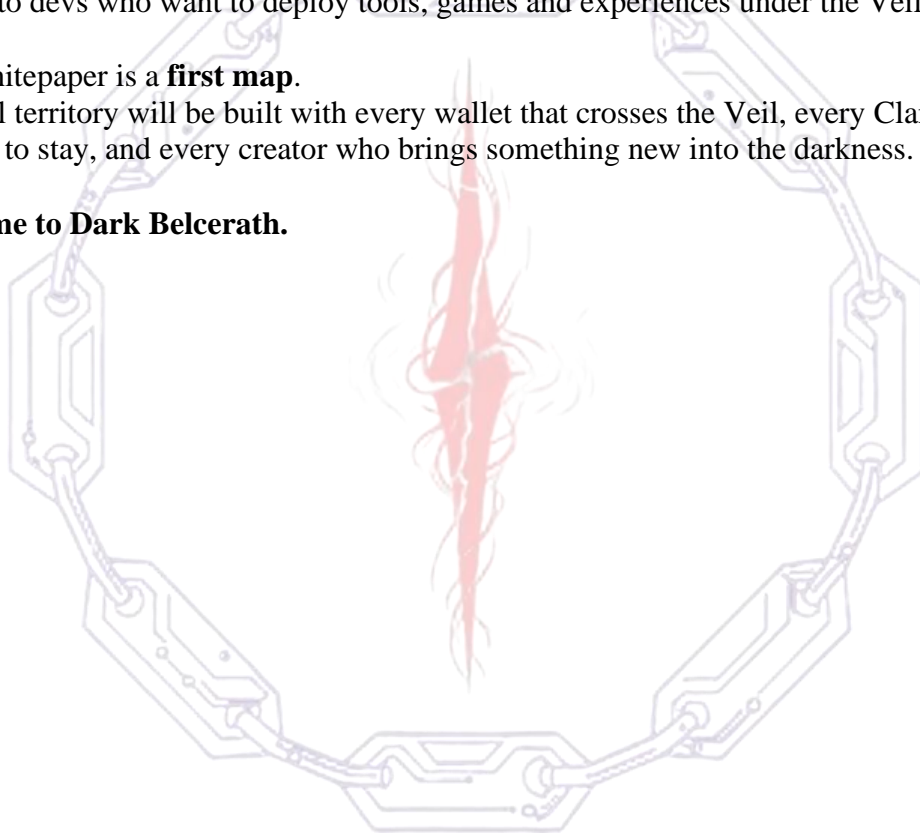 to devs who want to deploy tools, games and experiences under the Veil
hitepaper is a first map.
l territory will be built with every wallet that crosses the Veil, every Cla
to stay, and every creator who brings something new into the darkness.
me to Dark Belcerath.